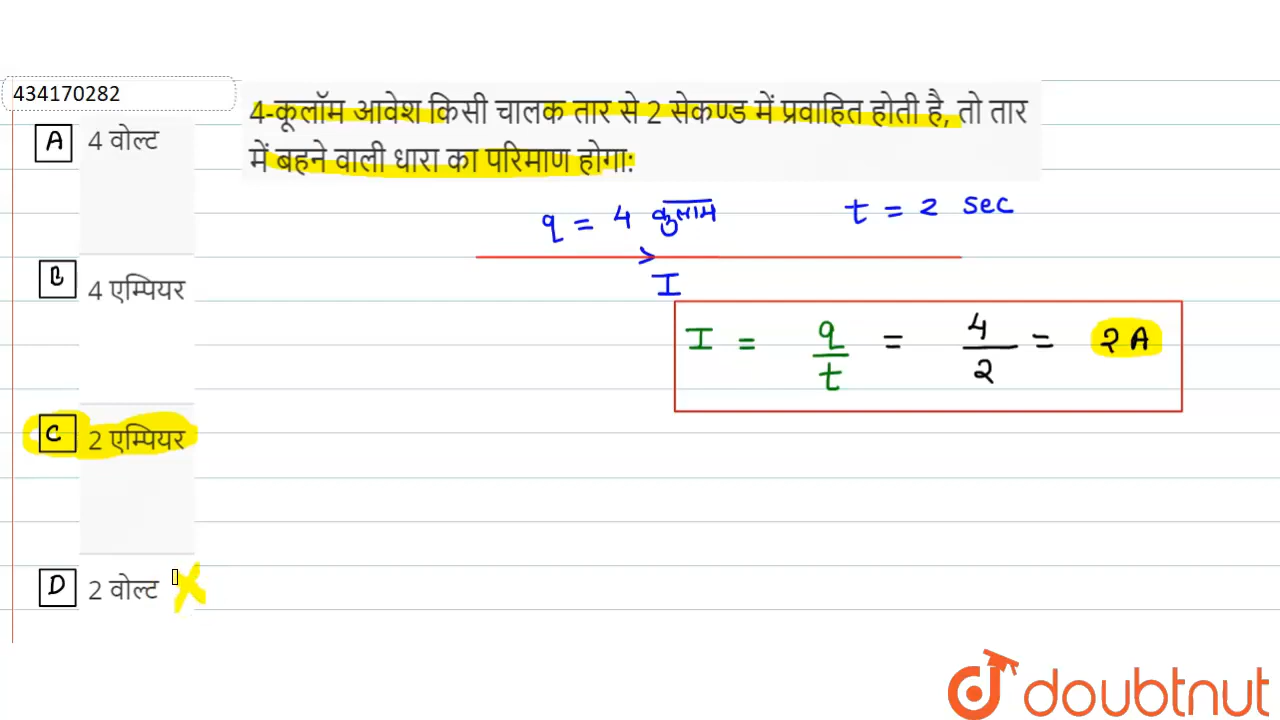 434170282
4-कूलॉम आवेश किसी चालक तार से 2 सेकण्ड में प्रवाहित होती है, तो तार
में बहने वाली धारा का परिमाण होगा:
A 4 वोल्ट
q = 4 कुलाम t = 2 sec
I
B 4 एम्पियर
I = q/t = 4/2 = 2 A
C 2 एम्पियर
D 2 वोल्ट
doubtnut